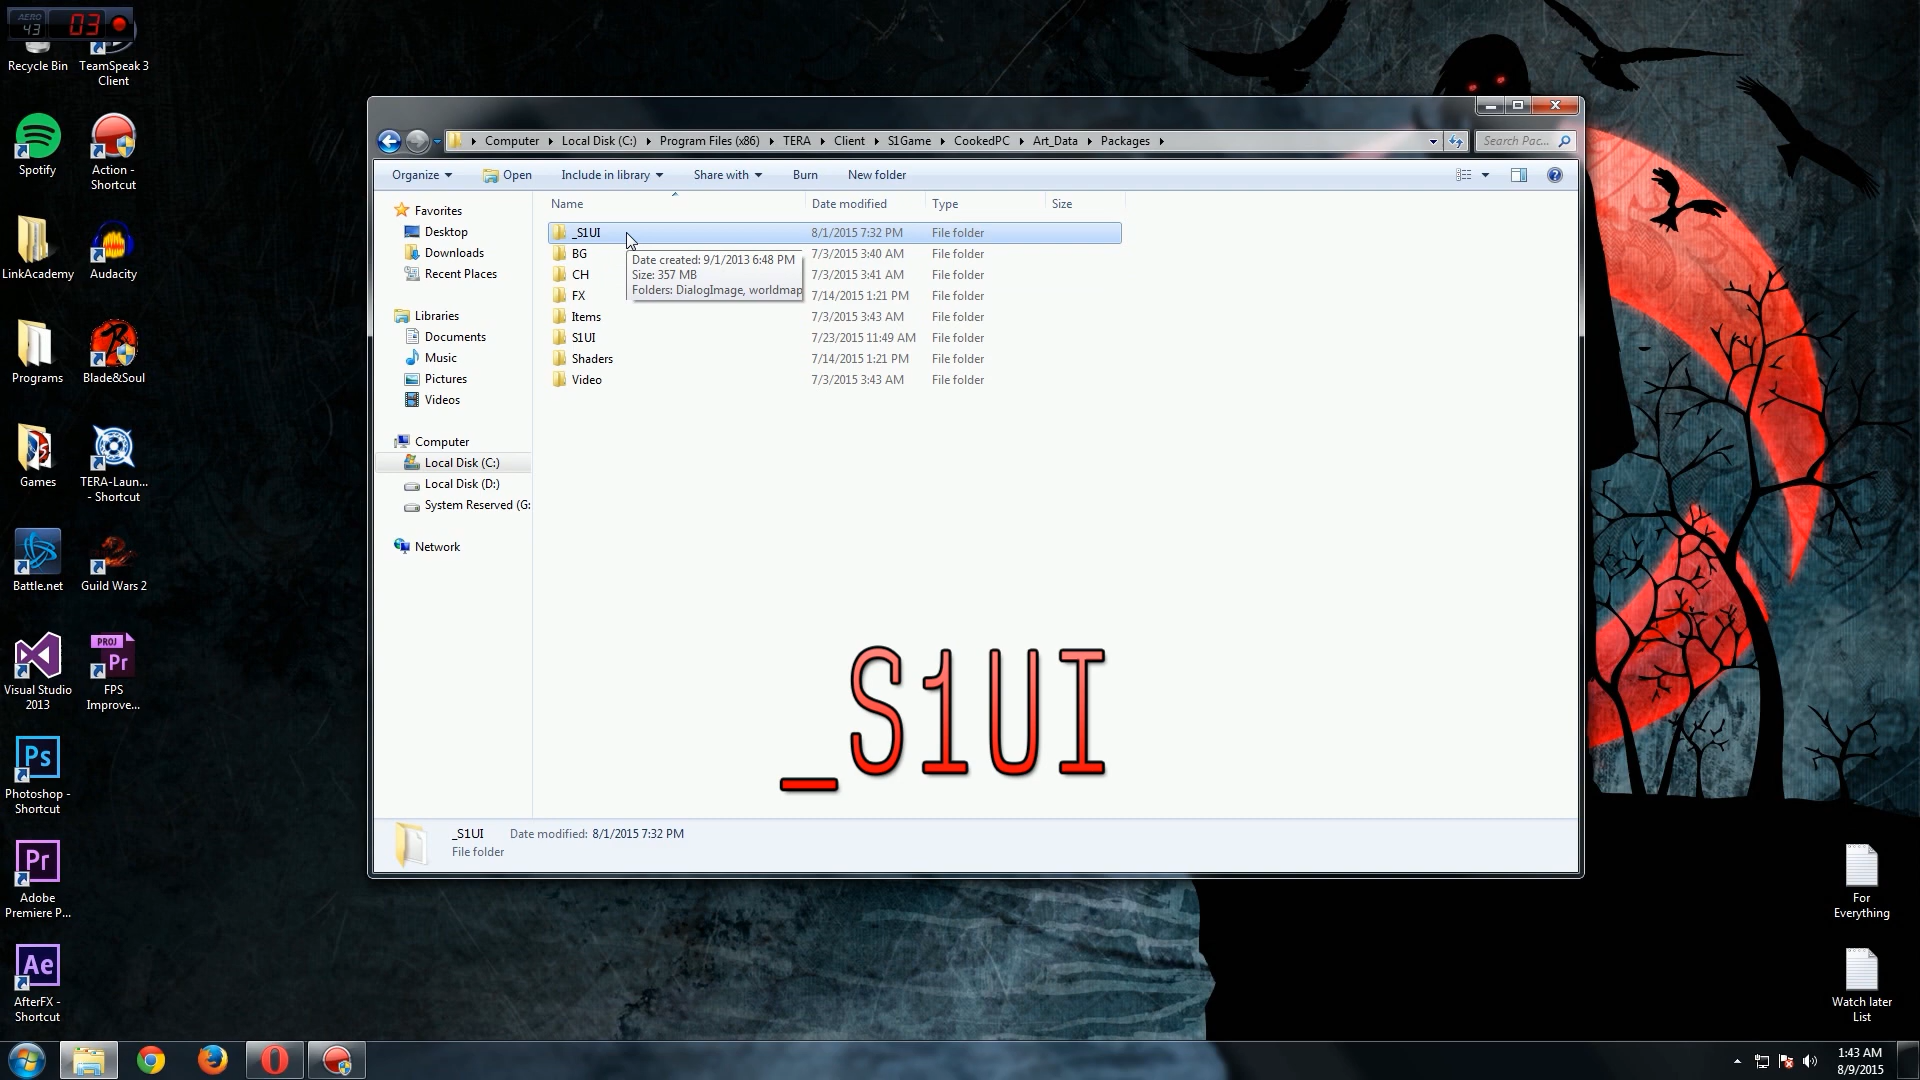 AERO
43
03
Recycle Bin
TeamSpeak 3
Client
Spotify
Action -
Shortcut
LinkAcademy
Audacity
Programs
Blade&Soul
Games
TERA-Laun...
- Shortcut
Battle.net
Guild Wars 2
Visual Studio
2013
PROJ
Pr
FPS
Improve...
Ps
Photoshop -
Shortcut
Pr
Adobe
Premiere P...
Ae
AfterFX -
Shortcut
Computer Local Disk (C:) Program Files (x86) TERA Client S1Game CookedPC Art_Data Packages
Search Pac...
Organize Open Include in library Share with Burn New folder
Favorites
Desktop
Downloads
Recent Places
Libraries
Documents
Music
Pictures
Videos
Computer
Local Disk (C:)
Local Disk (D:)
System Reserved (G:
Network
Name Date modified Type Size
_S1UI 8/1/2015 7:32 PM File folder
BG 7/3/2015 3:40 AM File folder
CH 7/3/2015 3:41 AM File folder
FX 7/14/2015 1:21 PM File folder
Items 7/3/2015 3:43 AM File folder
S1UI 7/23/2015 11:49 AM File folder
Shaders 7/14/2015 1:21 PM File folder
Video 7/3/2015 3:43 AM File folder
Date created: 9/1/2013 6:48 PM
Size: 357 MB
Folders: DialogImage, worldmap
_S1UI
_S1UI Date modified: 8/1/2015 7:32 PM
File folder
For
Everything
Watch later
List
1:43 AM
8/9/2015